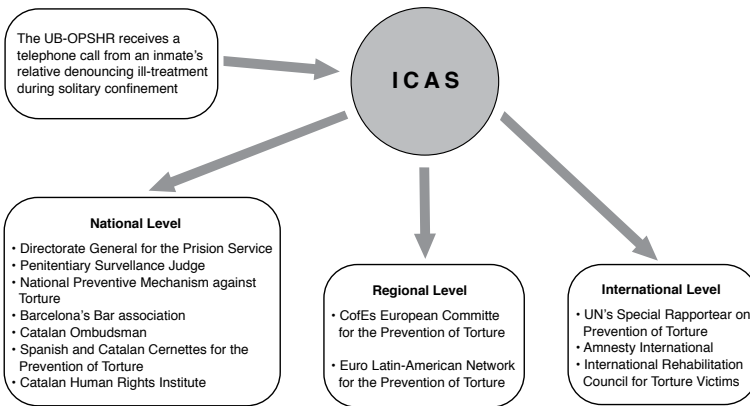 The UB-OPSHR receives a
telephone call from an inmate's
relative denouncing ill-treatment
during solitary confinement
ICAS
National Level
• Directorate General for the Prision Service
• Penitentiary Survellance Judge
• National Preventive Mechanism against
Torture
• Barcelona's Bar association
• Catalan Ombudsman
• Spanish and Catalan Cernettes for the
Prevention of Torture
• Catalan Human Rights Institute
Regional Level
• CofEs European Committe
for the Prevention of Torture
• Euro Latin-American Network
for the Prevention of Torture
International Level
• UN's Special Rapportear on
Prevention of Torture
• Amnesty International
• International Rehabilitation
Council for Torture Victims